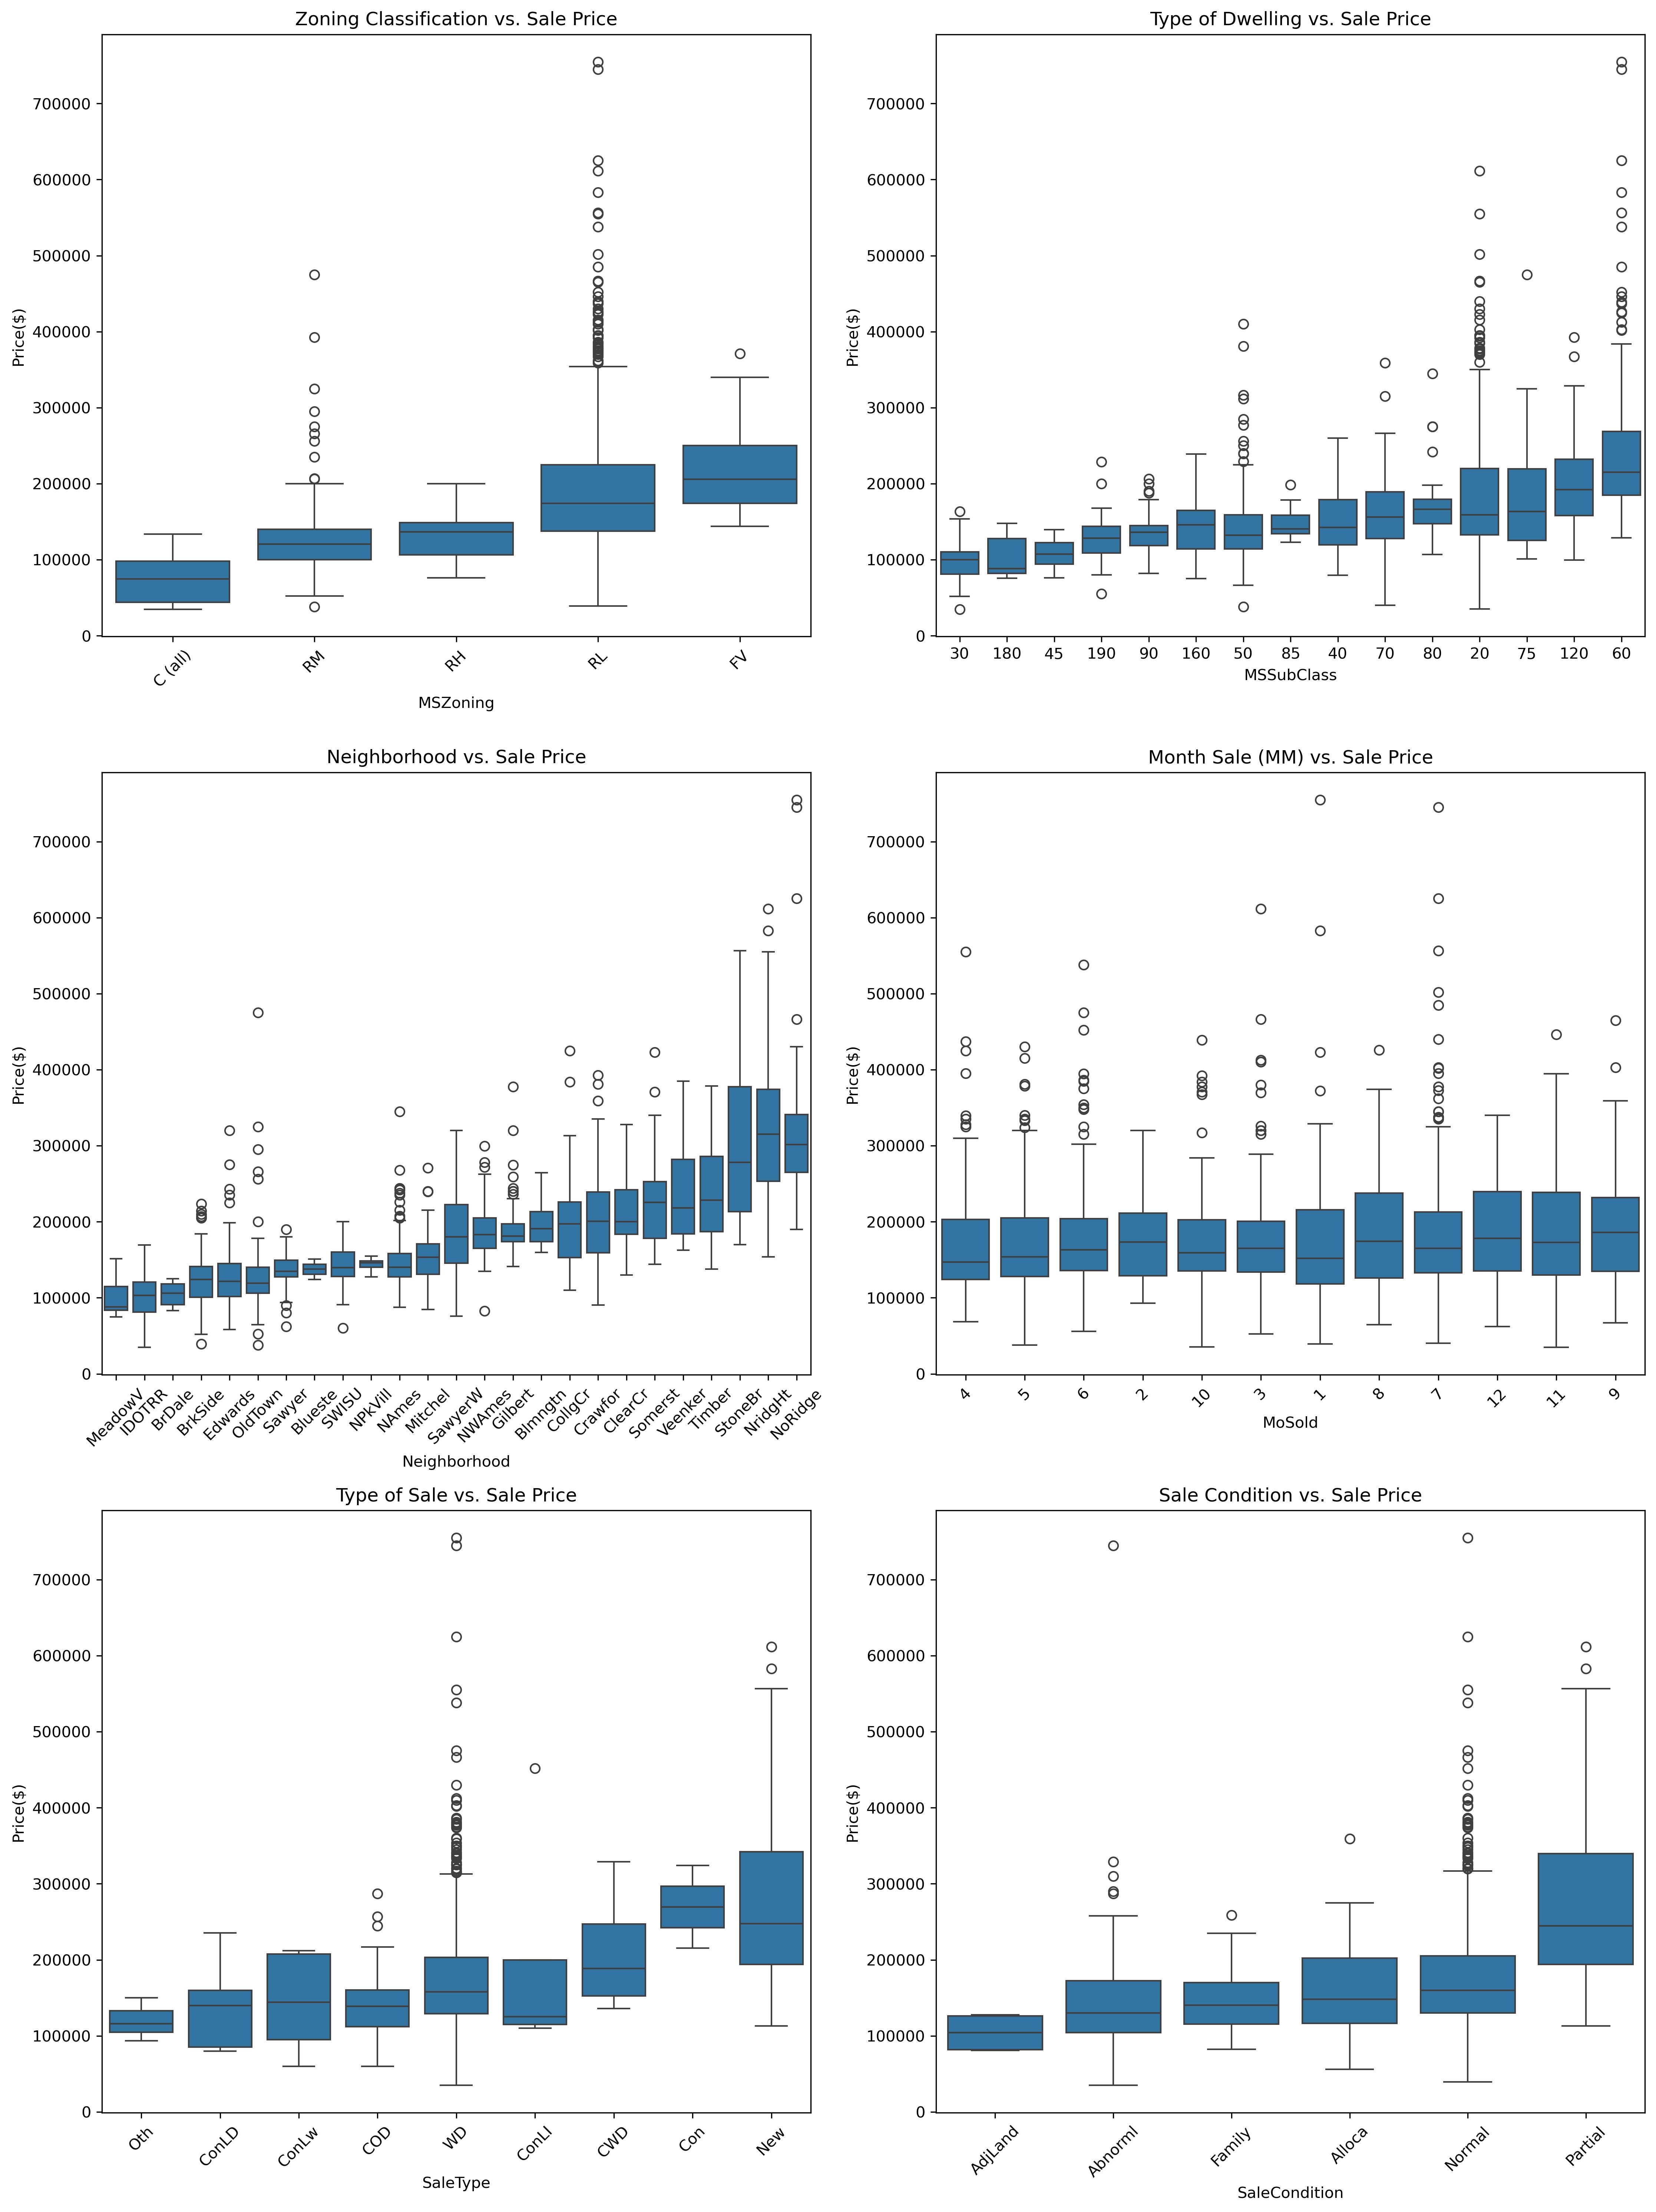 Zoning Classification vs. Sale Price
Price($)
700000
600000
500000
400000
300000
200000
100000
0
C (all) RM RH RL FV
MSZoning
Type of Dwelling vs. Sale Price
Price($)
700000
600000
500000
400000
300000
200000
100000
0
30 180 45 190 90 160 50 85 40 70 80 20 75 120 60
MSSubClass
Neighborhood vs. Sale Price
Price($)
700000
600000
500000
400000
300000
200000
100000
0
MeadowV IDOTRR BrDale BrkSide Edwards OldTown Sawyer Blueste SWISU NPkVill NAmes Mitchel SawyerW NWAmes Gilbert Blmngtn CollgCr Crawfor ClearCr Somerst Veenker Timber StoneBr NridgHt NoRidge
Neighborhood
Month Sale (MM) vs. Sale Price
Price($)
700000
600000
500000
400000
300000
200000
100000
0
4 5 6 2 10 3 1 8 7 12 11 9
MoSold
Type of Sale vs. Sale Price
Price($)
700000
600000
500000
400000
300000
200000
100000
0
Oth ConLD ConLw COD WD ConLI CWD Con New
SaleType
Sale Condition vs. Sale Price
Price($)
700000
600000
500000
400000
300000
200000
100000
0
AdjLand Abnorml Family Alloca Normal Partial
SaleCondition